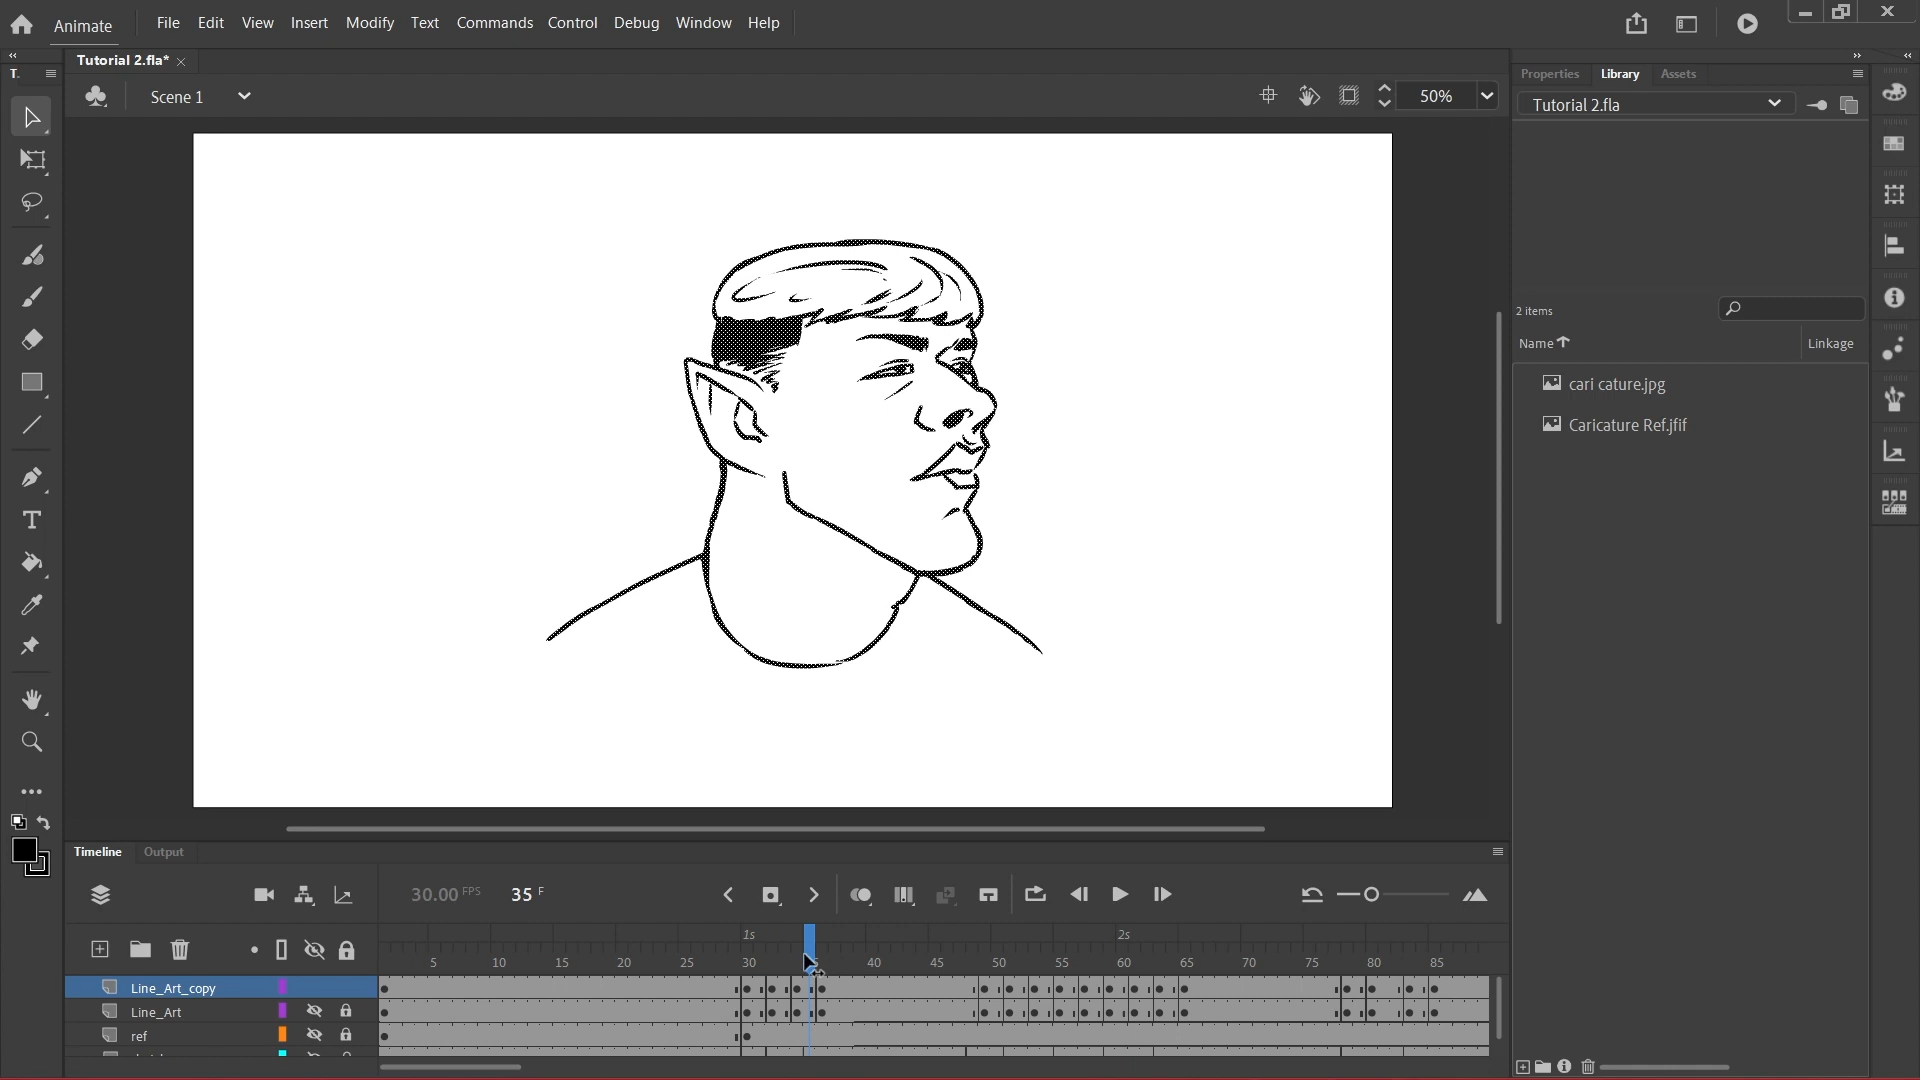 Animate File Edit View Insert Modify Text Commands Control Debug Window Help
Tutorial 2.fla*
T.
Scene 1
50%
Properties Library Assets
Tutorial 2.fla
2 items
Name Linkage
cari cature.jpg
Caricature Ref.jfif
Timeline Output
30.00 FPS 35 F
1s 2s
5 10 15 20 25 30 5 40 45 50 55 60 65 70 75 80 85
Line_Art_copy
Line_Art
ref